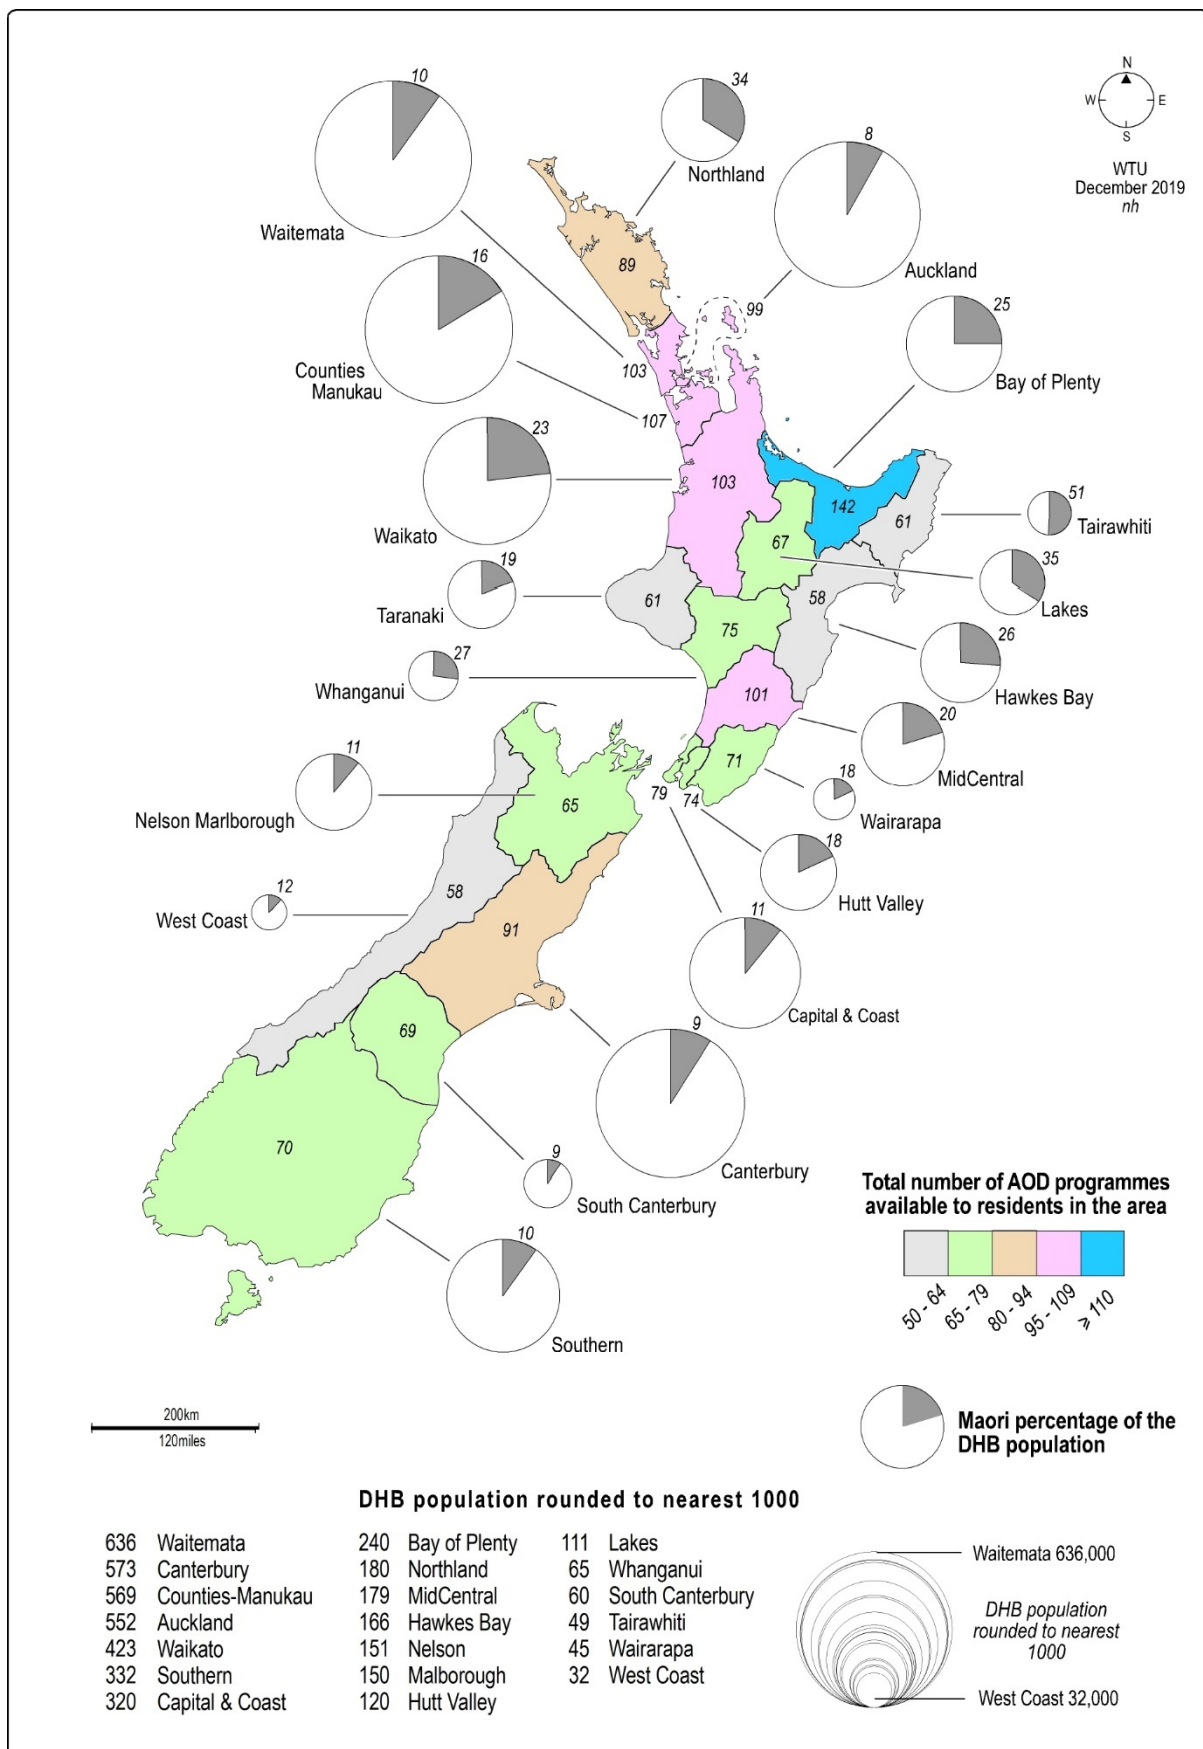 N
W
E
S
WTU
December 2019
nh
10
Waitemata
34
Northland
8
Auckland
16
Counties
Manukau
25
Bay of Plenty
23
Waikato
51
Tairawhiti
19
Taranaki
35
Lakes
27
Whanganui
26
Hawkes Bay
20
MidCentral
11
Nelson Marlborough
18
Wairarapa
18
Hutt Valley
12
West Coast
11
Capital & Coast
9
Canterbury
9
South Canterbury
10
Southern
89
99
103
107
103
142
61
67
61
58
75
101
71
79
74
65
58
91
69
70
Total number of AOD programmes
available to residents in the area
50 - 64
65 - 79
80 - 94
95 - 109
⩾ 110
200km
120miles
Maori percentage of the
DHB population
DHB population rounded to nearest 1000
636 Waitemata
573 Canterbury
569 Counties-Manukau
552 Auckland
423 Waikato
332 Southern
320 Capital & Coast
240 Bay of Plenty
180 Northland
179 MidCentral
166 Hawkes Bay
151 Nelson
150 Malborough
120 Hutt Valley
111 Lakes
65 Whanganui
60 South Canterbury
49 Tairawhiti
45 Wairarapa
32 West Coast
Waitemata 636,000
DHB population
rounded to nearest
1000
West Coast 32,000